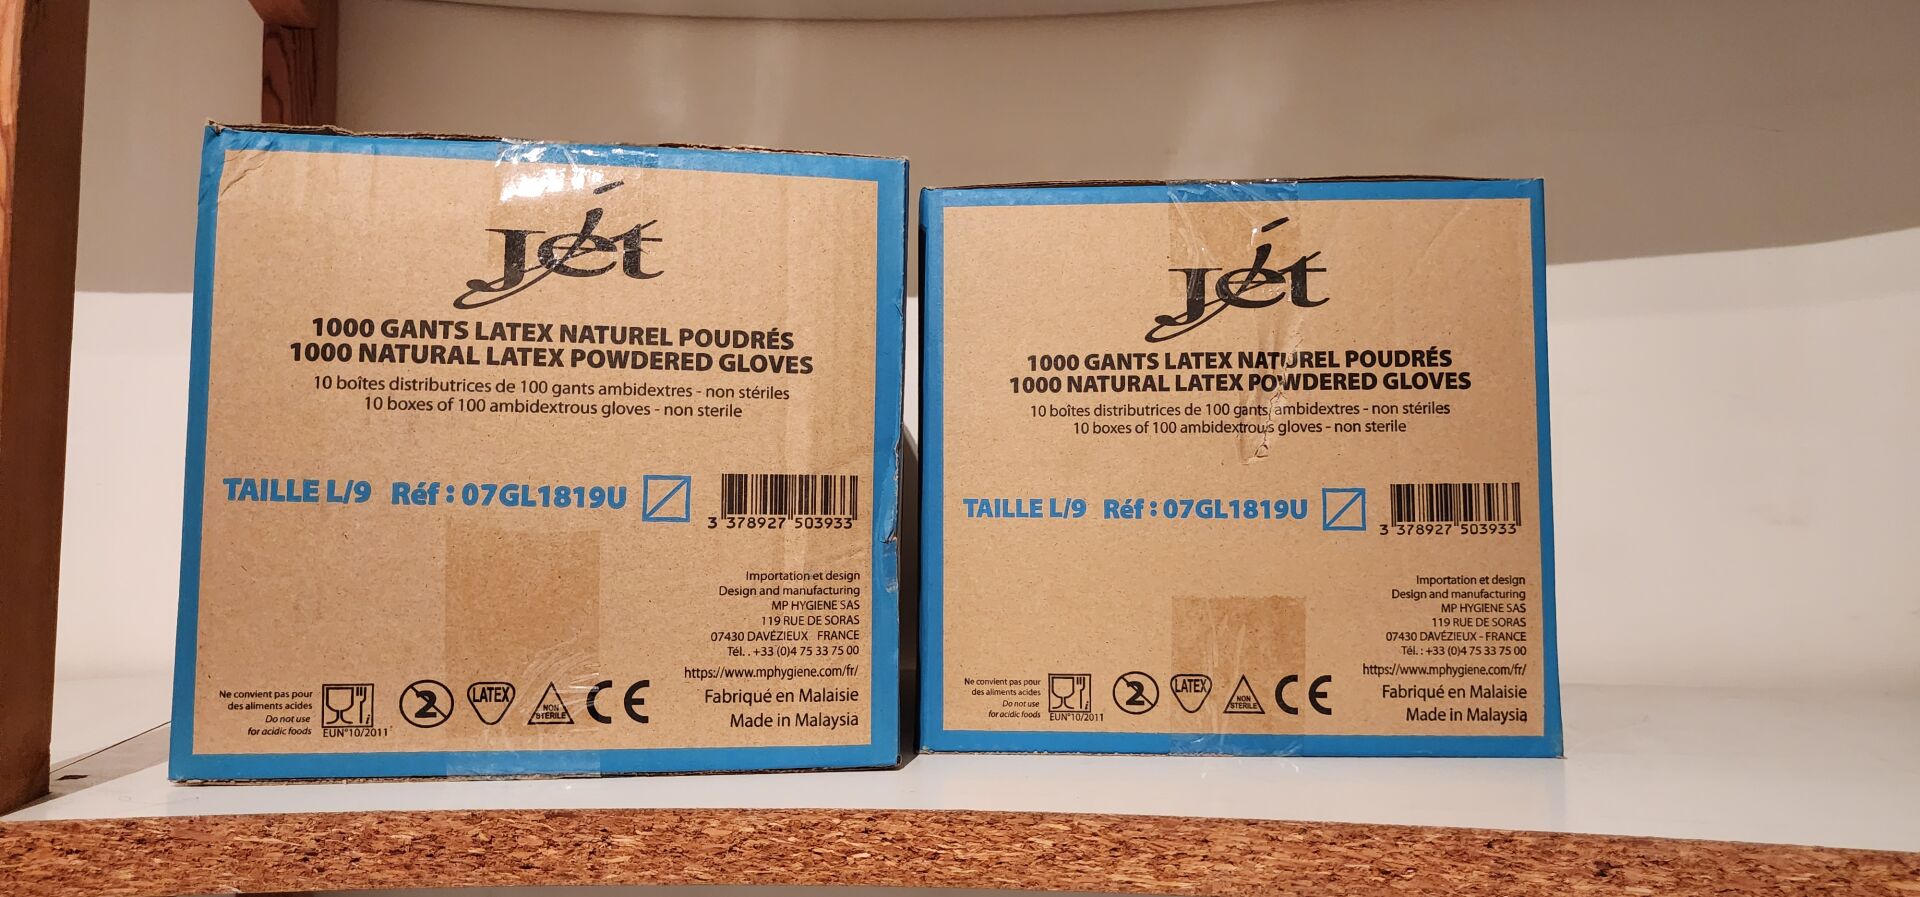 Jet
1000 GANTS LATEX NATUREL POUDRÉS
1000 NATURAL LATEX POWDERED GLOVES
10 boîtes distributrices de 100 gants ambidextres - non stériles
10 boxes of 100 ambidextrous gloves - non sterile
TAILLE L/9 Réf : 07GL1819U
3 378927 503933
Importation et design
Design and manufacturing
MP HYGIENE SAS
119 RUE DE SORAS
07430 DAVÉZIEUX - FRANCE
Tél. : +33 (0)4 75 33 75 00
https://www.mphygiene.com/fr/
Fabriqué en Malaisie
Made in Malaysia
Ne convient pas pour
des aliments acides
Do not use
for acidic foods
EUN°10/2011
2
LATEX
NON
STERILE
CE
Jet
1000 GANTS LATEX NATUREL POUDRÉS
1000 NATURAL LATEX POWDERED GLOVES
10 boîtes distributrices de 100 gants ambidextres - non stériles
10 boxes of 100 ambidextrous gloves - non sterile
TAILLE L/9 Réf : 07GL1819U
3 378927 503933
Importation et design
Design and manufacturing
MP HYGIENE SAS
119 RUE DE SORAS
07430 DAVÉZIEUX - FRANCE
Tél. : +33 (0)4 75 33 75 00
https://www.mphygiene.com/fr/
Fabriqué en Malaisie
Made in Malaysia
Ne convient pas pour
des aliments acides
Do not use
for acidic foods
EUN°10/2011
2
LATEX
NON
STERILE
CE